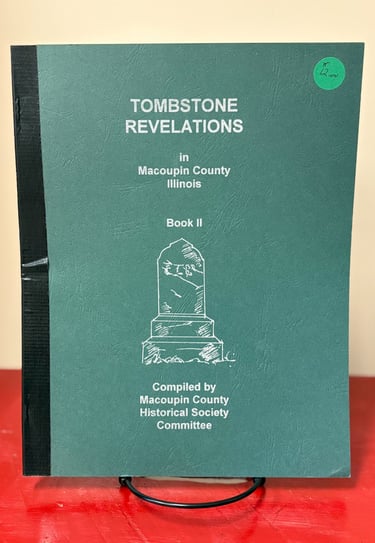 TOMBSTONE
REVELATIONS
in
Macoupin County
Illinois
Book II
Compiled by
Macoupin County
Historical Society
Committee